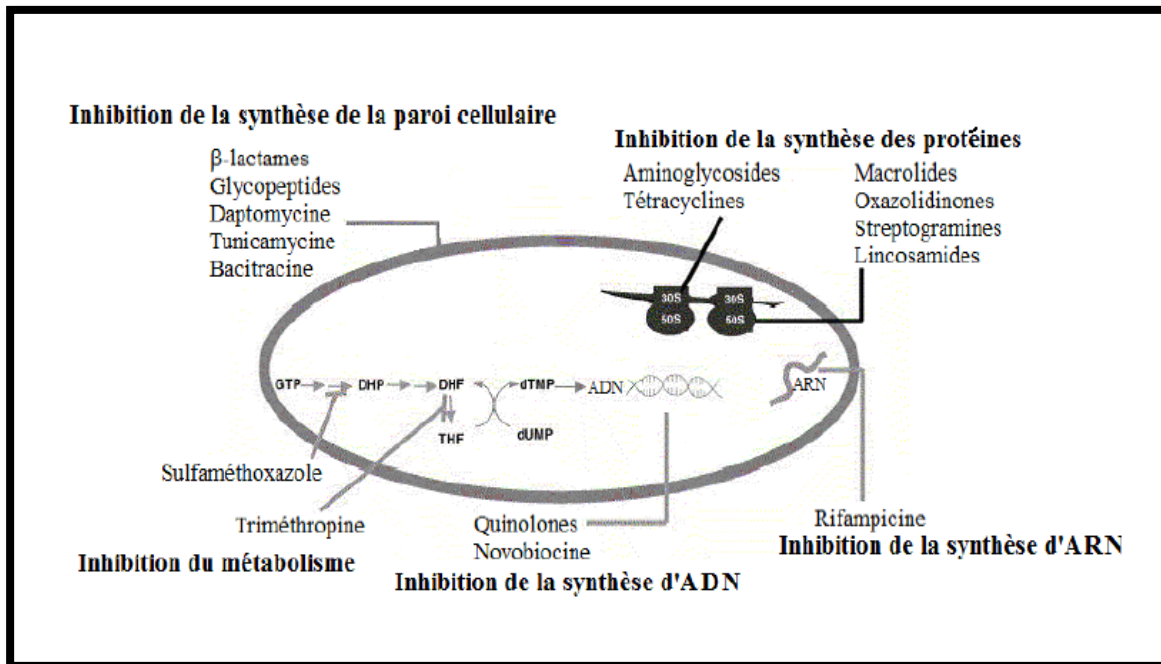 Inhibition de la synthèse de la paroi cellulaire
β-lactames
Glycopeptides
Daptomycine
Tunicamycine
Bacitracine
Inhibition de la synthèse des protéines
Aminoglycosides
Tétracyclines
Macrolides
Oxazolidinones
Streptogramines
Lincosamides
30S 30S
50S 50S
GTP DHP DHF dTMP ADN
ARN
THF dUMP
Sulfaméthoxazole
Triméthropine
Inhibition du métabolisme
Quinolones
Novobiocine
Inhibition de la synthèse d'ADN
Rifampicine
Inhibition de la synthèse d'ARN